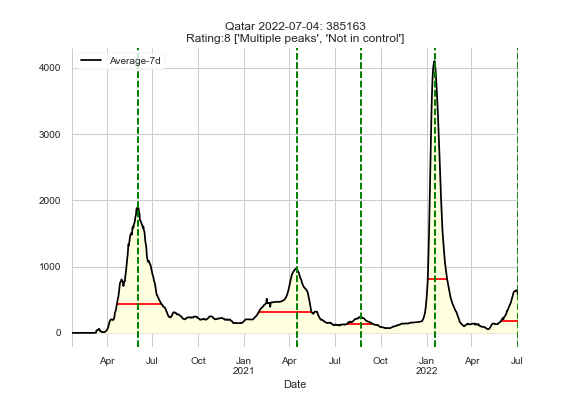 Qatar 2022-07-04: 385163
Rating:8 ['Multiple peaks', 'Not in control']
Average-7d
4000
3000
2000
1000
0
Apr Jul Oct Jan Apr Jul Oct Jan Apr Jul
2021 2022
Date